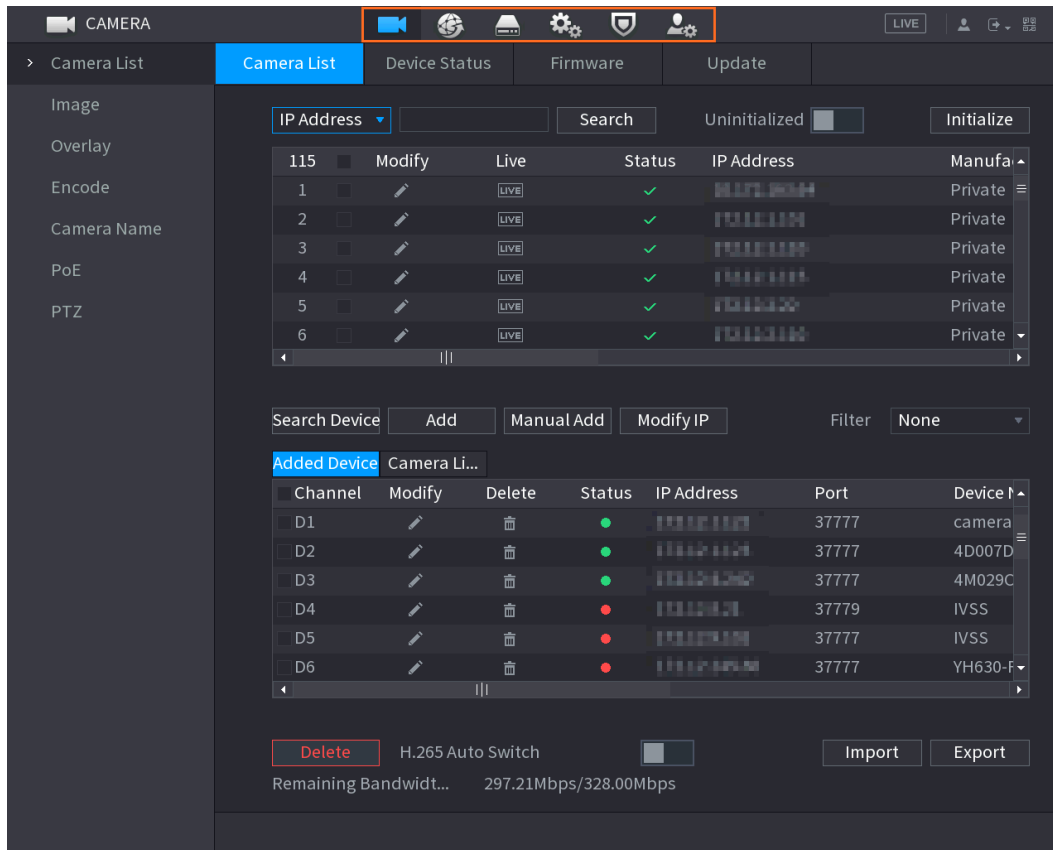 CAMERA LIVE
Camera List Camera List Device Status Firmware Update
Image
IP Address Search Uninitialized Initialize
Overlay
115 Modify Live Status IP Address Manufa
Encode
1 LIVE Private
2 LIVE Private
Camera Name
3 LIVE Private
PoE
4 LIVE Private
5 LIVE Private
PTZ
6 LIVE Private
Search Device Add Manual Add Modify IP Filter None
Added Device Camera Li...
Channel Modify Delete Status IP Address Port Device N
D1 37777 camera
D2 37777 4D007D
D3 37777 4M029C
D4 37779 IVSS
D5 37777 IVSS
D6 37777 YH630-F
Delete H.265 Auto Switch Import Export
Remaining Bandwidt... 297.21Mbps/328.00Mbps